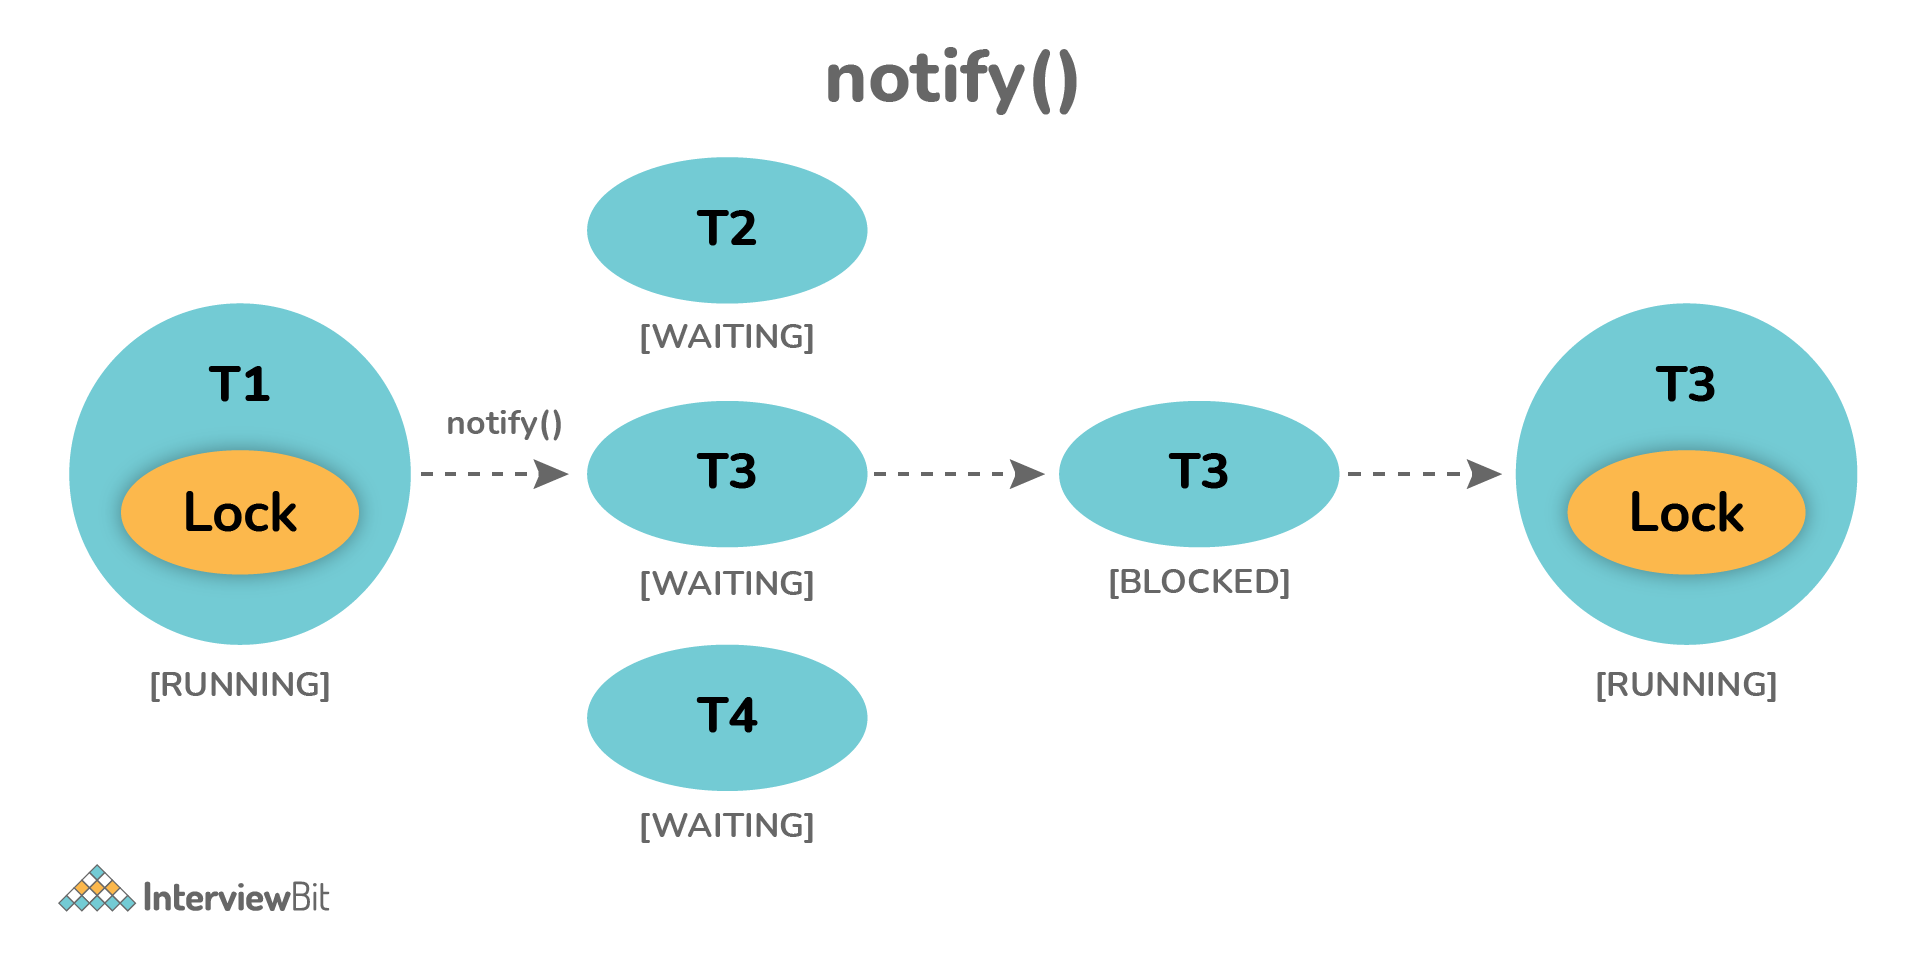 notify()
T2
[WAITING]
T1
Lock
[RUNNING]
notify()
T3
[WAITING]
T3
[BLOCKED]
T3
Lock
[RUNNING]
T4
[WAITING]
InterviewBit